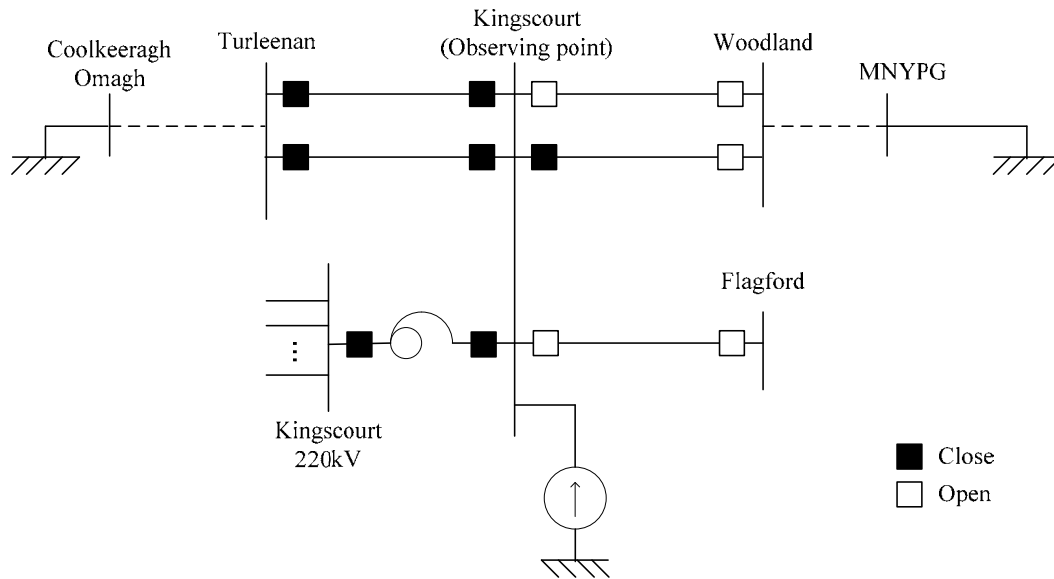 Coolkeeragh
Omagh
Turleenan
Kingscourt
(Observing point)
Woodland
MNYPG
Flagford
...
Kingscourt
220kV
Close
Open